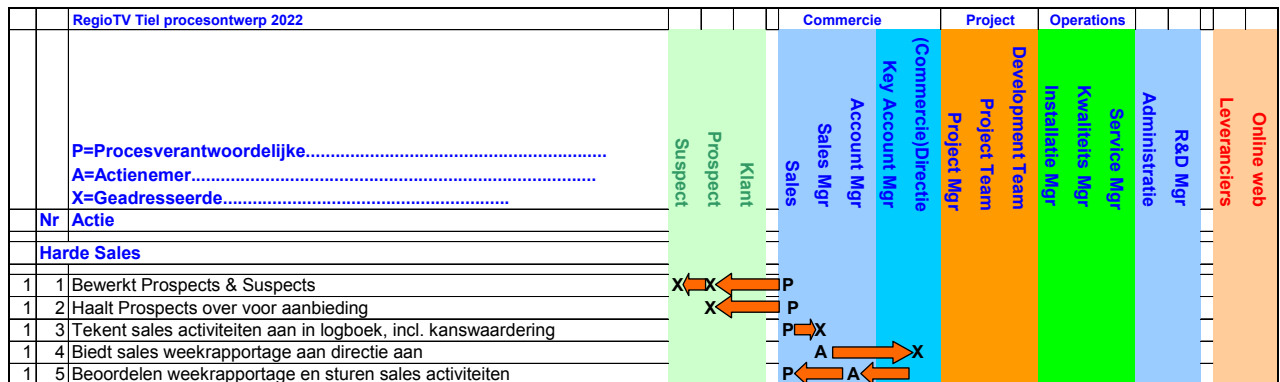 RegioTV Tiel procesontwerp 2022 Commercie Project Operations
P=Procesverantwoordelijke............................................................
A=Actienemer.................................................................................
X=Geadresseerde.........................................................
Suspect
Prospect
Klant
Sales
Sales Mgr
Account Mgr
Key Account Mgr
(Commercie)Directie
Project Mgr
Project Team
Development Team
Installatie Mgr
Kwaliteits Mgr
Service Mgr
Administratie
R&D Mgr
Leveranciers
Online web
Nr Actie
Harde Sales
1 1 Bewerkt Prospects & Suspects X X P
1 2 Haalt Prospects over voor aanbieding X P
1 3 Tekent sales activiteiten aan in logboek, incl. kanswaardering P X
1 4 Biedt sales weekrapportage aan directie aan A X
1 5 Beoordelen weekrapportage en sturen sales activiteiten P A